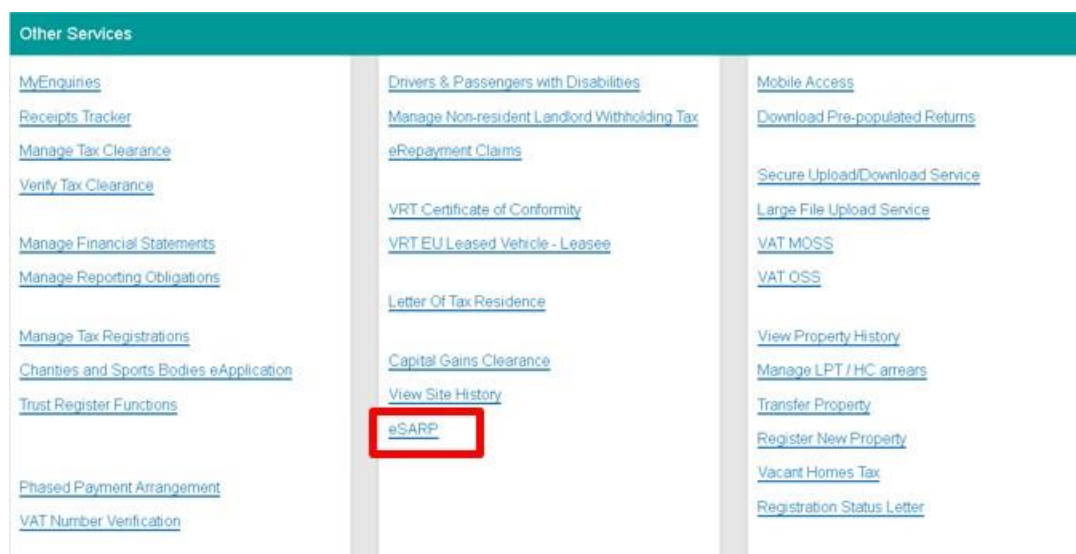 Other Services
MyEnquiries
Receipts Tracker
Manage Tax Clearance
Verify Tax Clearance
Manage Financial Statements
Manage Reporting Obligations
Manage Tax Registrations
Charities and Sports Bodies eApplication
Trust Register Functions
Phased Payment Arrangement
VAT Number Verification
Drivers & Passengers with Disabilities
Manage Non-resident Landlord Withholding Tax
eRepayment Claims
VRT Certificate of Conformity
VRT EU Leased Vehicle - Leasee
Letter Of Tax Residence
Capital Gains Clearance
View Site History
eSARP
Mobile Access
Download Pre-populated Returns
Secure Upload/Download Service
Large File Upload Service
VAT MOSS
VAT OSS
View Property History
Manage LPT / HC arrears
Transfer Property
Register New Property
Vacant Homes Tax
Registration Status Letter